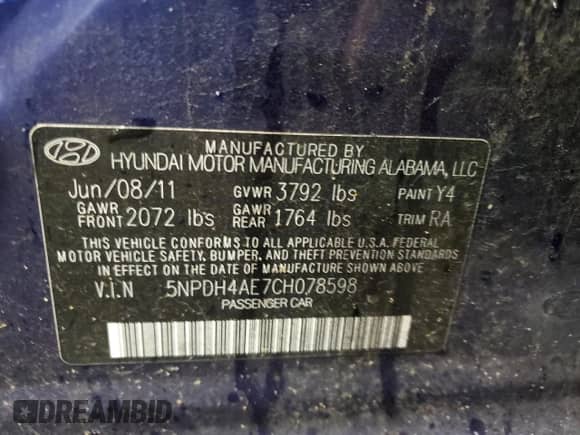 MANUFACTURED BY
HYUNDAI MOTOR MANUFACTURING ALABAMA, LLC
Jun/08/11 GVWR 3792 lbs PAINT Y4
GAWR FRONT 2072 lbs GAWR REAR 1764 lbs TRIM RA
THIS VEHICLE CONFORMS TO ALL APPLICABLE U.S.A. FEDERAL
MOTOR VEHICLE SAFETY, BUMPER, AND THEFT PREVENTION STANDARDS
IN EFFECT ON THE DATE OF MANUFACTURE SHOWN ABOVE.
V.I.N 5NPDH4AE7CH078598
PASSENGER CAR
DREAMBID